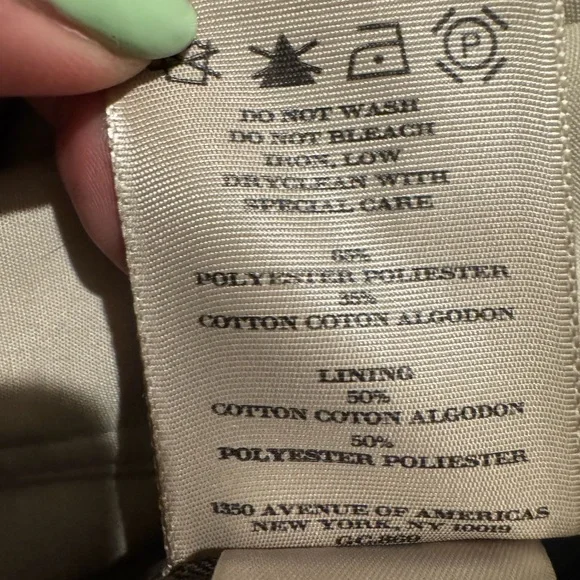 P
DO NOT WASH
DO NOT BLEACH
IRON, LOW
DRYCLEAN WITH
SPECIAL CARE
65%
POLYESTER POLIESTER
35%
COTTON COTON ALGODON
LINING
50%
COTTON COTON ALGODON
50%
POLYESTER POLIESTER
1350 AVENUE OF AMERICAS
NEW YORK, NY 10019